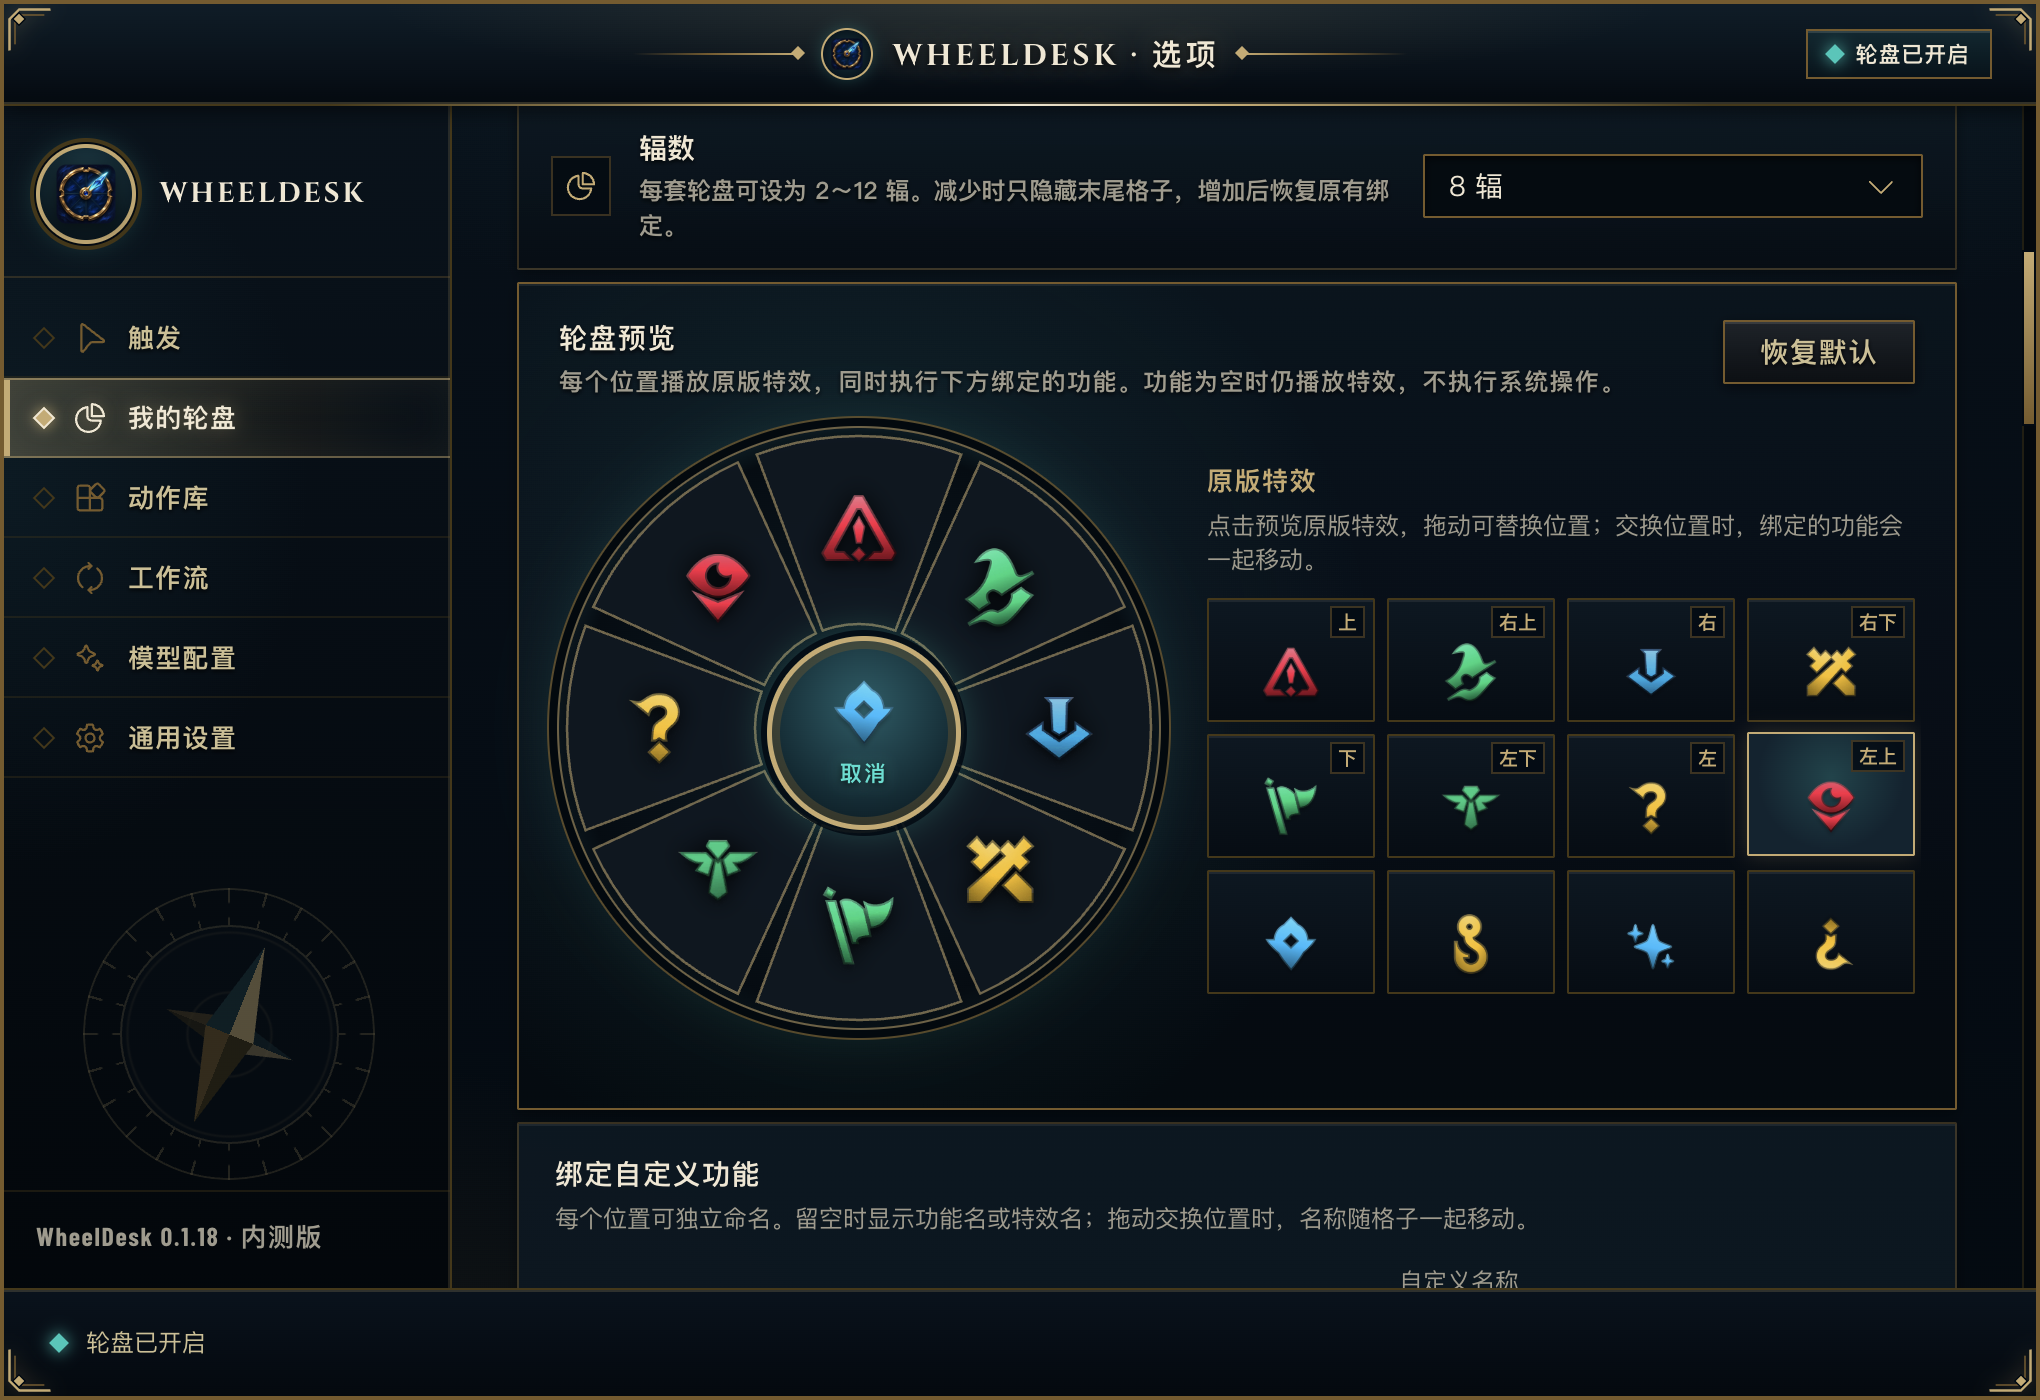 WHEELDESK · 选项
轮盘已开启
WHEELDESK
触发
我的轮盘
动作库
工作流
模型配置
通用设置
WheelDesk 0.1.18 · 内测版
辐数
每套轮盘可设为 2～12 辐。减少时只隐藏末尾格子，增加后恢复原有绑
定。
8 辐
轮盘预览
每个位置播放原版特效，同时执行下方绑定的功能。功能为空时仍播放特效，不执行系统操作。
恢复默认
取消
原版特效
点击预览原版特效，拖动可替换位置；交换位置时，绑定的功能会
一起移动。
上
右上
右
右下
下
左下
左
左上
绑定自定义功能
每个位置可独立命名。留空时显示功能名或特效名；拖动交换位置时，名称随格子一起移动。
自定义名称
轮盘已开启